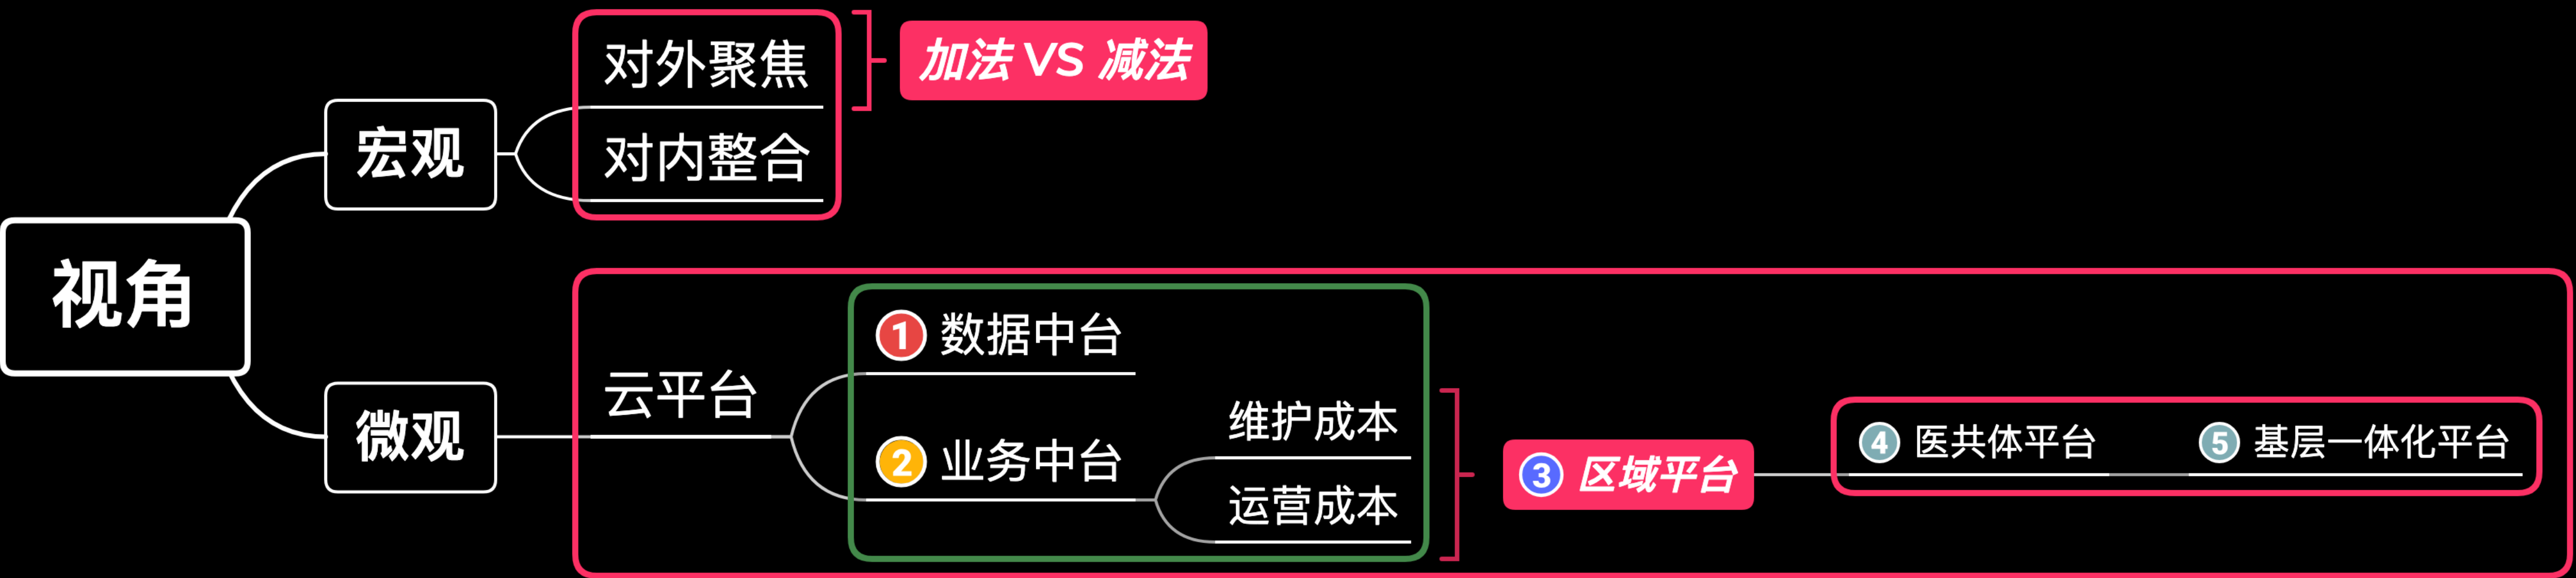 视角
宏观
对外聚焦
对内整合
加法 VS 减法
微观
云平台
1 数据中台
2 业务中台
维护成本
运营成本
3 区域平台
4 医共体平台
5 基层一体化平台